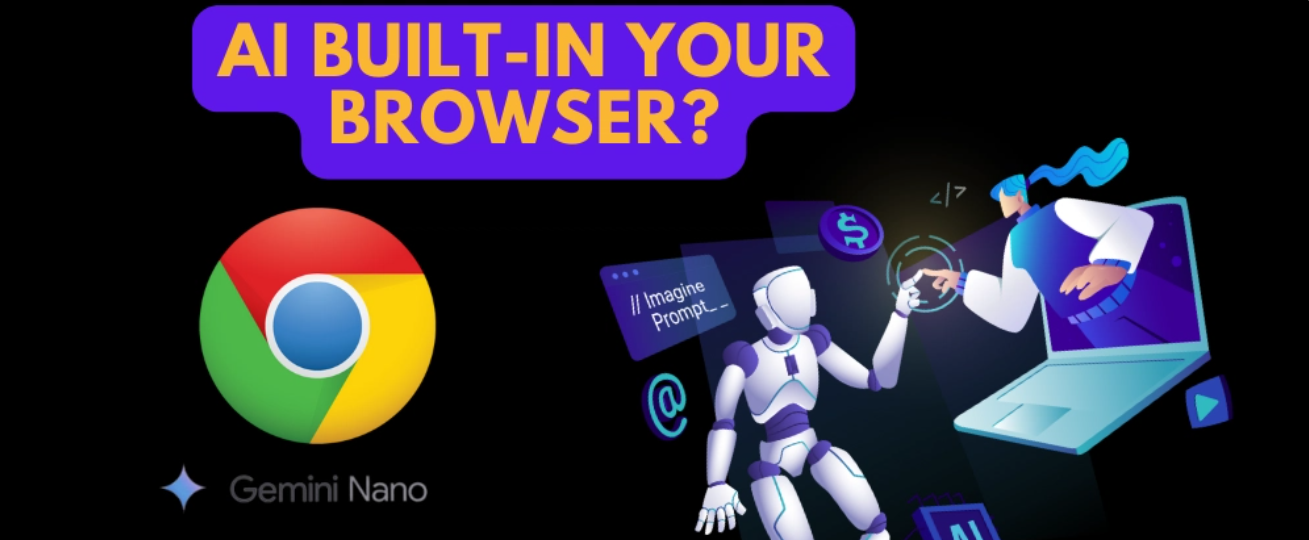 AI BUILT-IN YOUR
BROWSER?
</>
$
// Imagine
Prompt_ _
@
Gemini Nano
AI